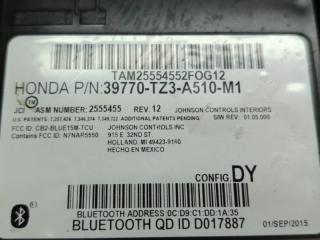 TAM25554552FOG12
HONDA P/N:39770-TZ3-A510-M1
TM
JCI ASM NUMBER: 2555455 REV. 12 JOHNSON CONTROLS INTERIORS
U.S. PATENTS: 7,257,426 7,346,374 7,349,722 ADDITIONAL PATENTS PENDING. S/W REV. 01.05.000
FCC ID: CB2-BLUE15M-TCU JOHNSON CONTROLS INC
Contains FCC ID: N7NAR5550 915 E. 32ND ST
HOLLAND, MI 49423-9160
HECHO EN MEXICO
CONFIG. DY
BLUETOOTH ADDRESS: 0C:D9:C1:DD:1A:35
BLUETOOTH QD ID D017887 01/SEP/2015